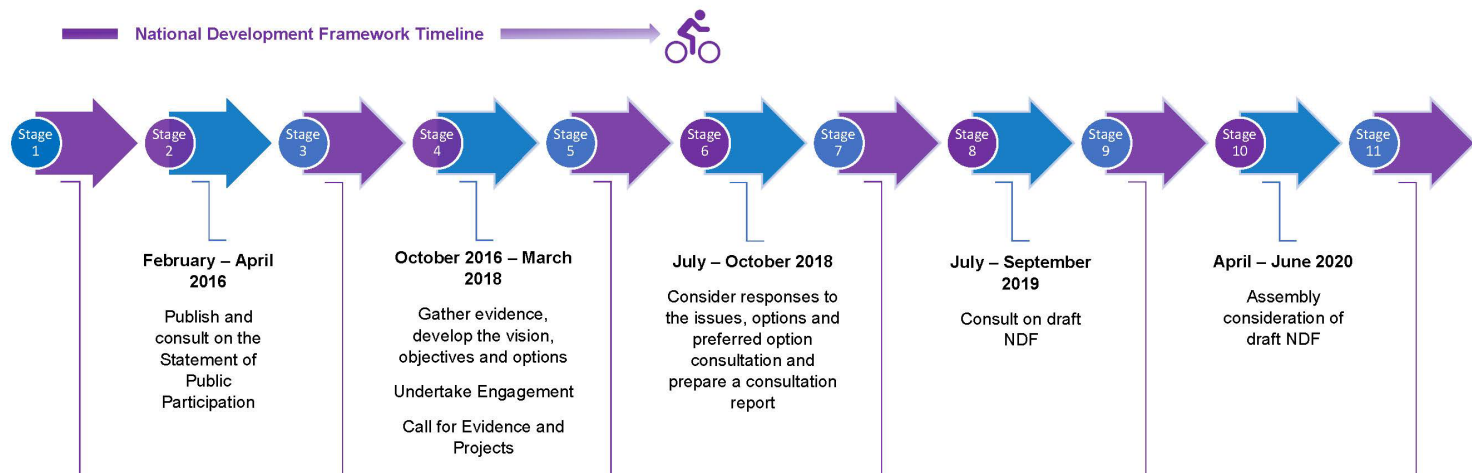 National Development Framework Timeline
Stage
1
Stage
2
Stage
3
Stage
4
Stage
5
Stage
6
Stage
7
Stage
8
Stage
9
Stage
10
Stage
11
February – April
2016
Publish and
consult on the
Statement of
Public
Participation
October 2016 – March
2018
Gather evidence,
develop the vision,
objectives and options
Undertake Engagement
Call for Evidence and
Projects
July – October 2018
Consider responses to
the issues, options and
preferred option
consultation and
prepare a consultation
report
July – September
2019
Consult on draft
NDF
April – June 2020
Assembly
consideration of
draft NDF